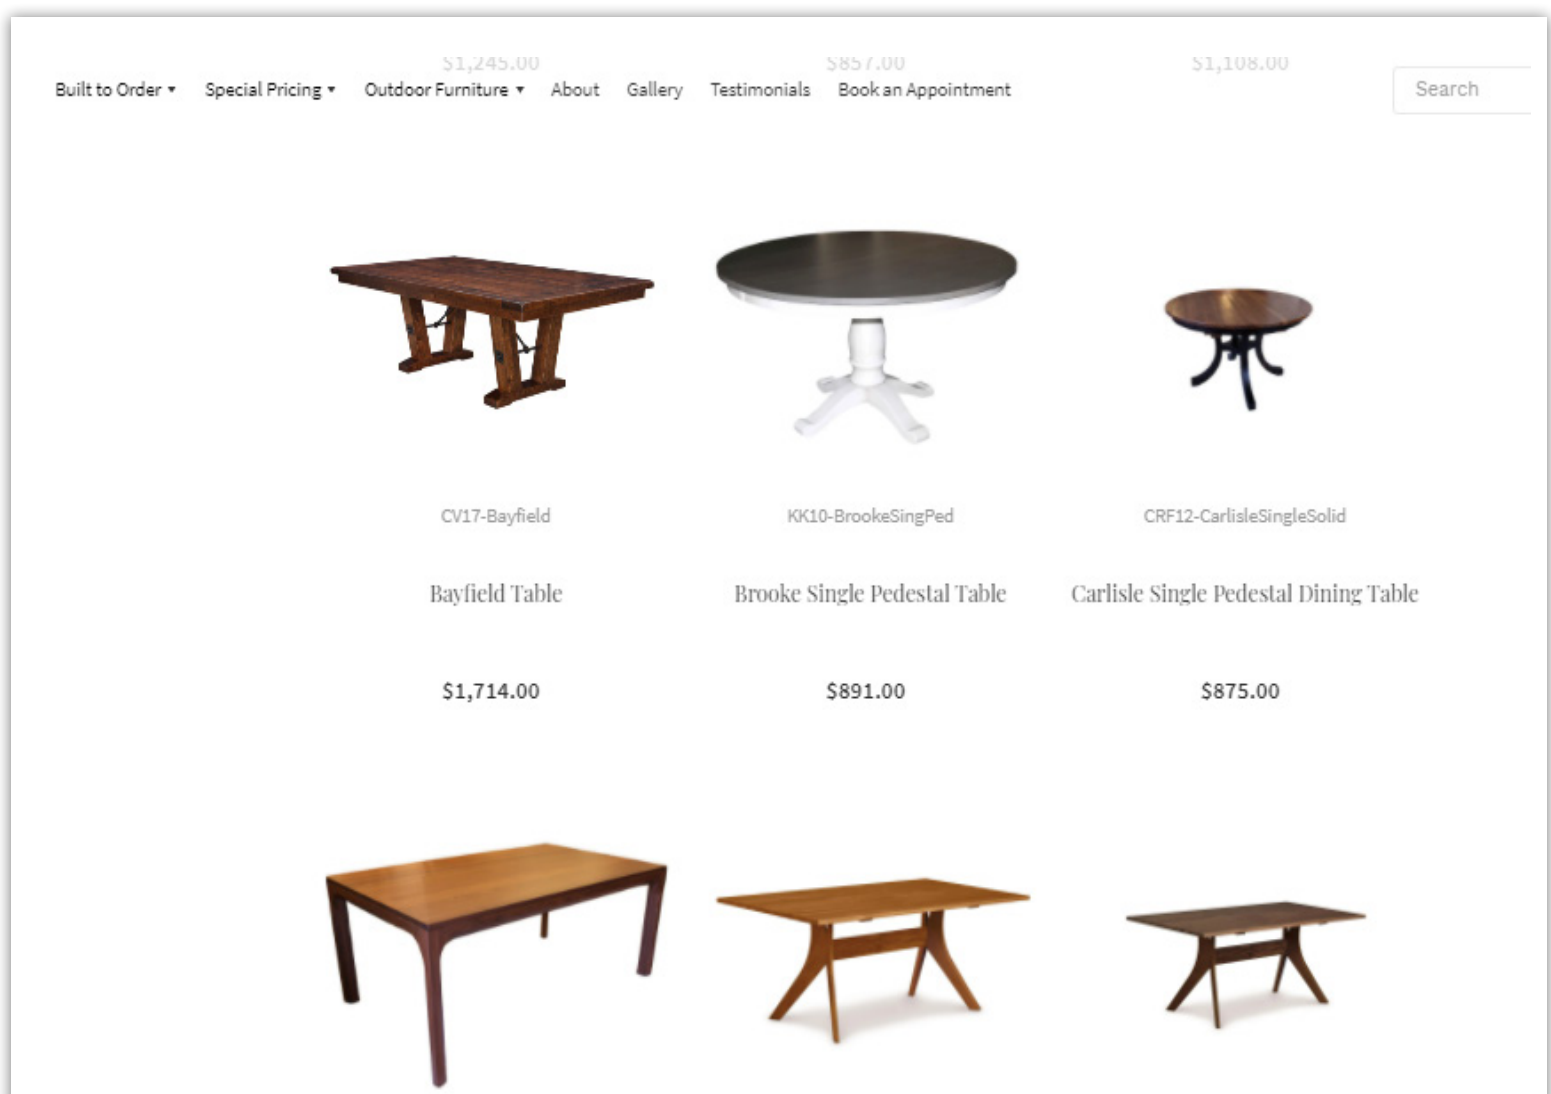 $1,245.00 $857.00 $1,108.00
Built to Order ▾ Special Pricing ▾ Outdoor Furniture ▾ About Gallery Testimonials Book an Appointment Search
CV17-Bayfield KK10-BrookeSingPed CRF12-CarlisleSingleSolid
Bayfield Table Brooke Single Pedestal Table Carlisle Single Pedestal Dining Table
$1,714.00 $891.00 $875.00